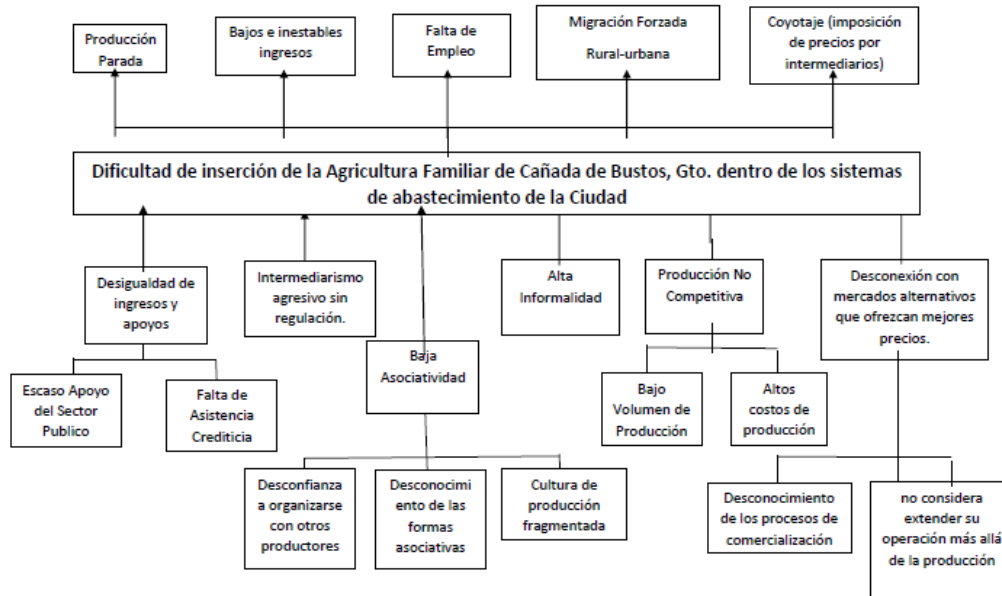 Producción
Parada
Bajos e inestables
ingresos
Falta de
Empleo
Migración Forzada
Rural-urbana
Coyotaje (imposición
de precios por
intermediarios)
Dificultad de inserción de la Agricultura Familiar de Cañada de Bustos, Gto. dentro de los sistemas
de abastecimiento de la Ciudad
Desigualdad de
ingresos y
apoyos
Intermediarismo
agresivo sin
regulación.
Baja
Asociatividad
Alta
Informalidad
Producción No
Competitiva
Desconexión con
mercados alternativos
que ofrezcan mejores
precios.
Escaso Apoyo
del Sector
Publico
Falta de
Asistencia
Crediticia
Bajo
Volumen de
Producción
Altos
costos de
producción
Desconfianza
a organizarse
con otros
productores
Desconocimi
ento de las
formas
asociativas
Cultura de
producción
fragmentada
Desconocimiento
de los procesos de
comercialización
no considera
extender su
operación más allá
de la producción